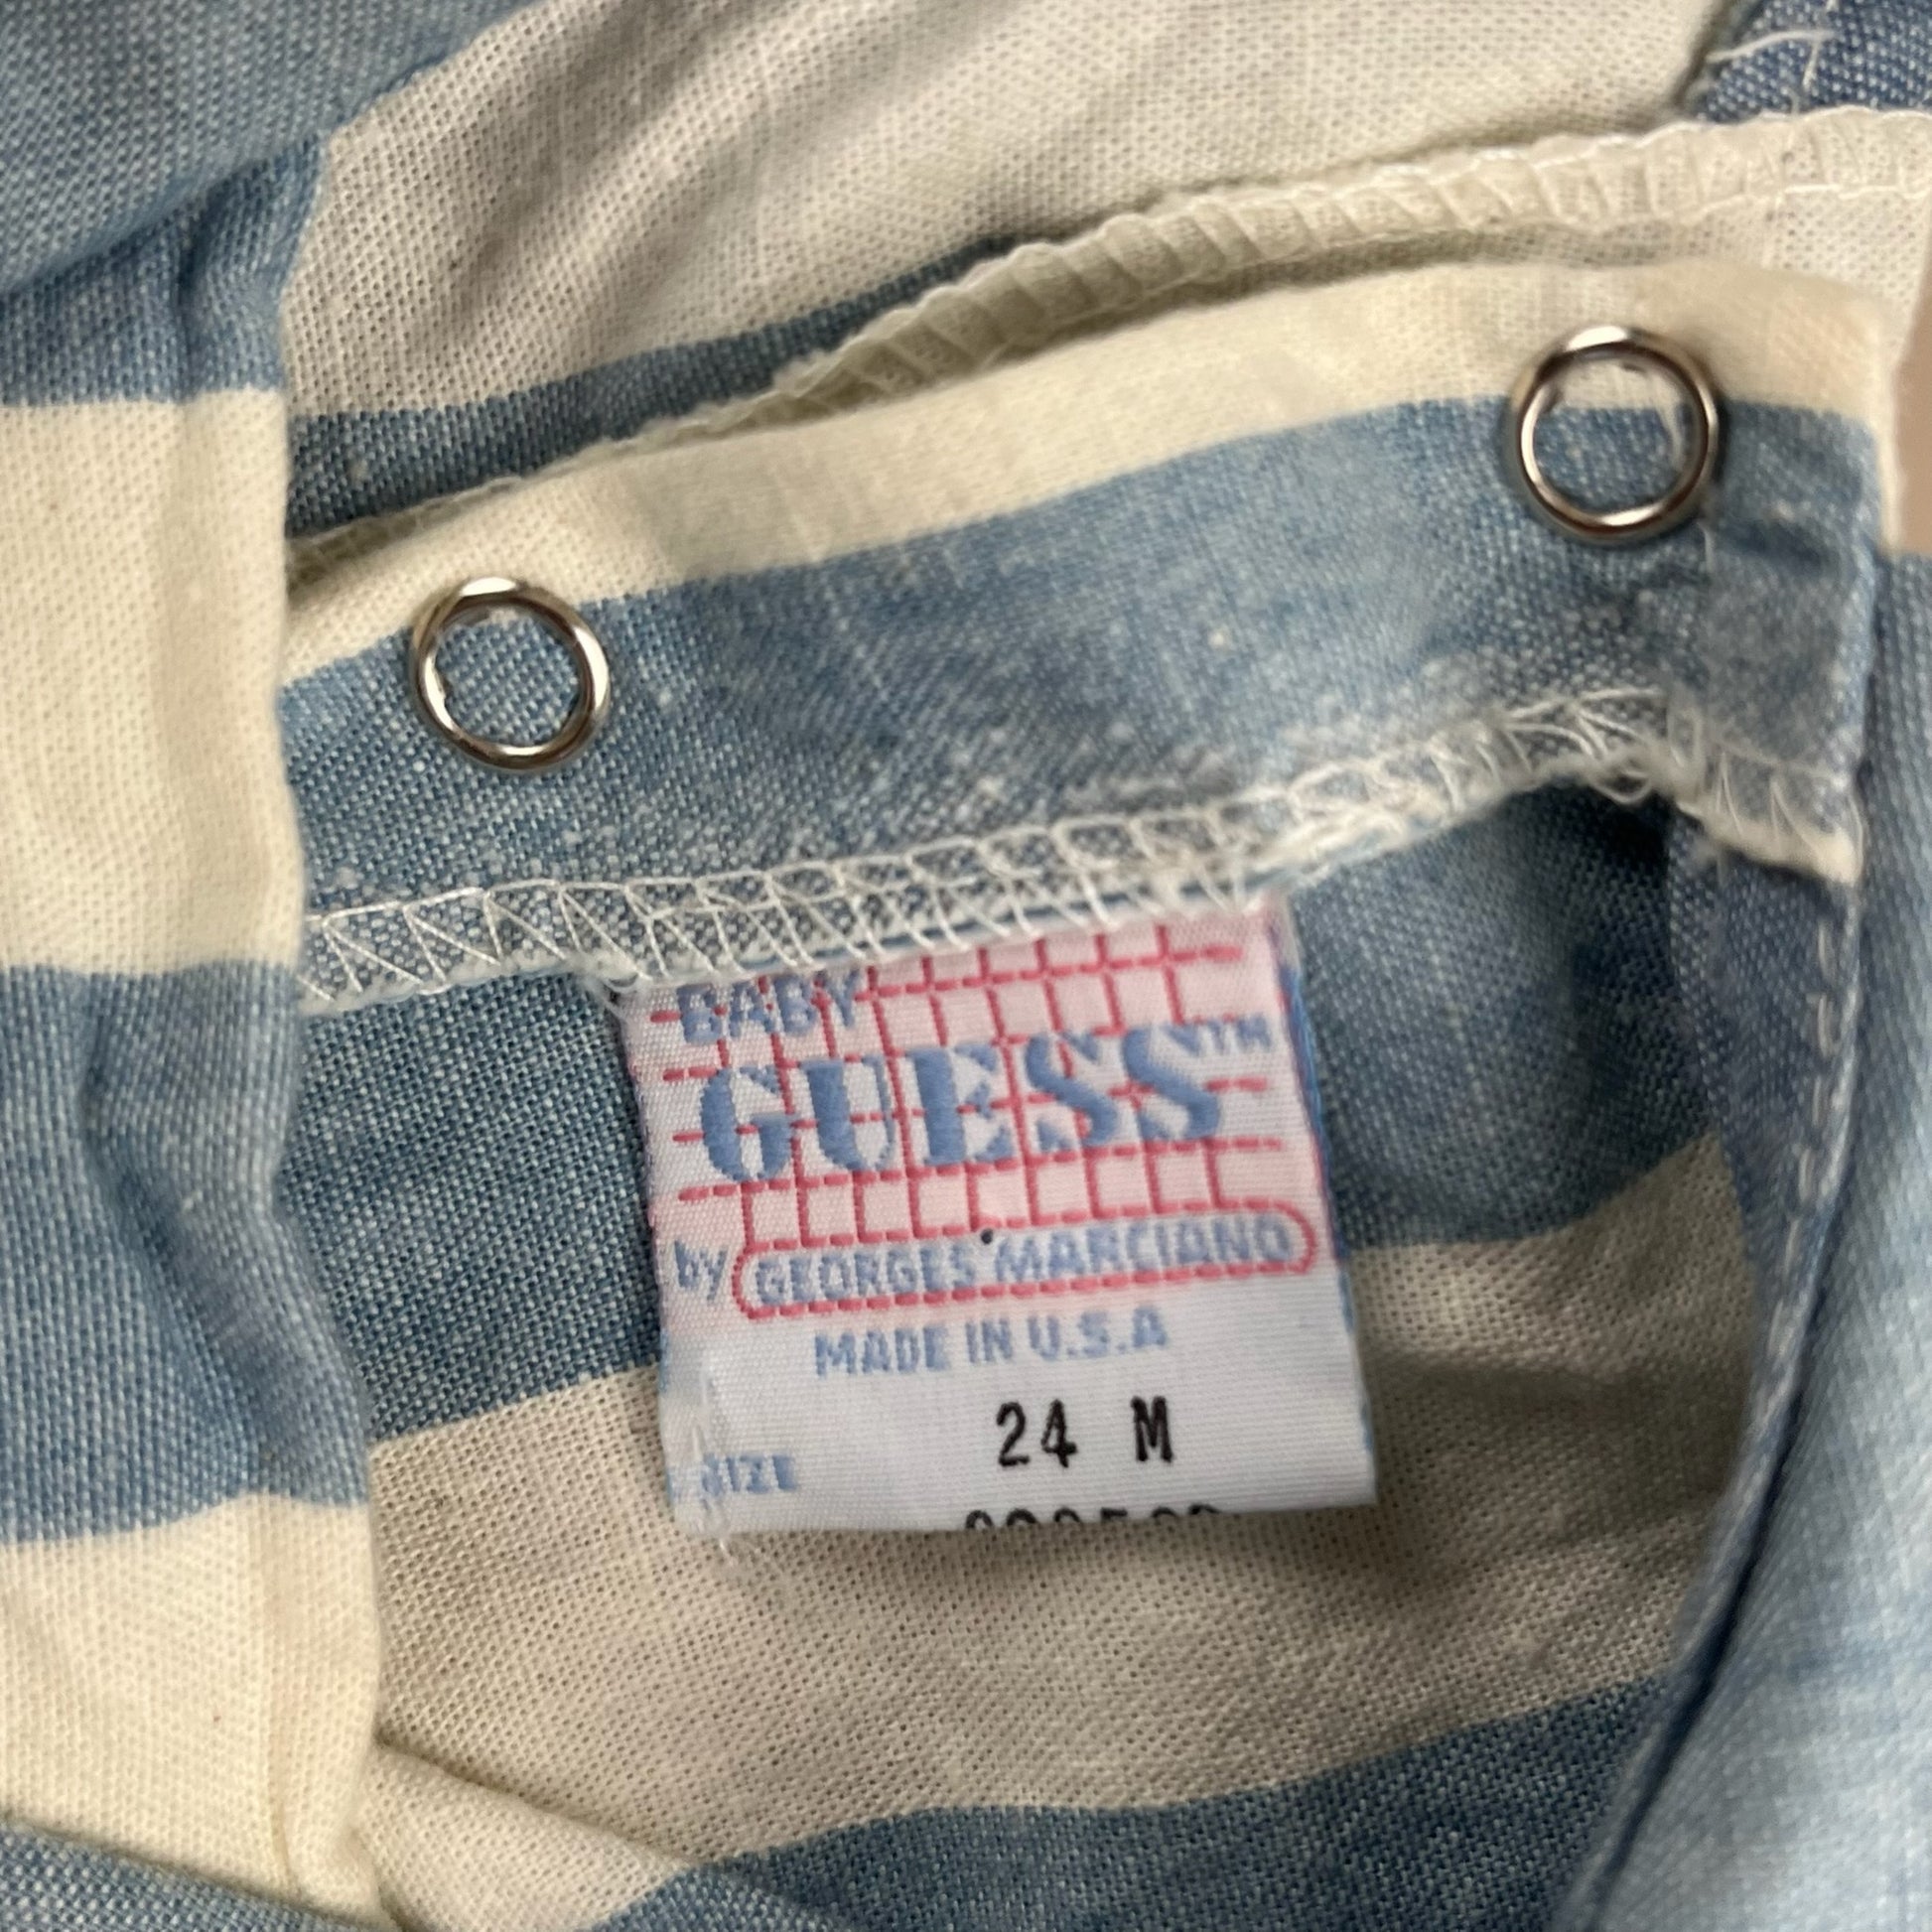 BABY
GUESS™
by GEORGES MARCIANO
MADE IN U.S.A
24 M
SIZE